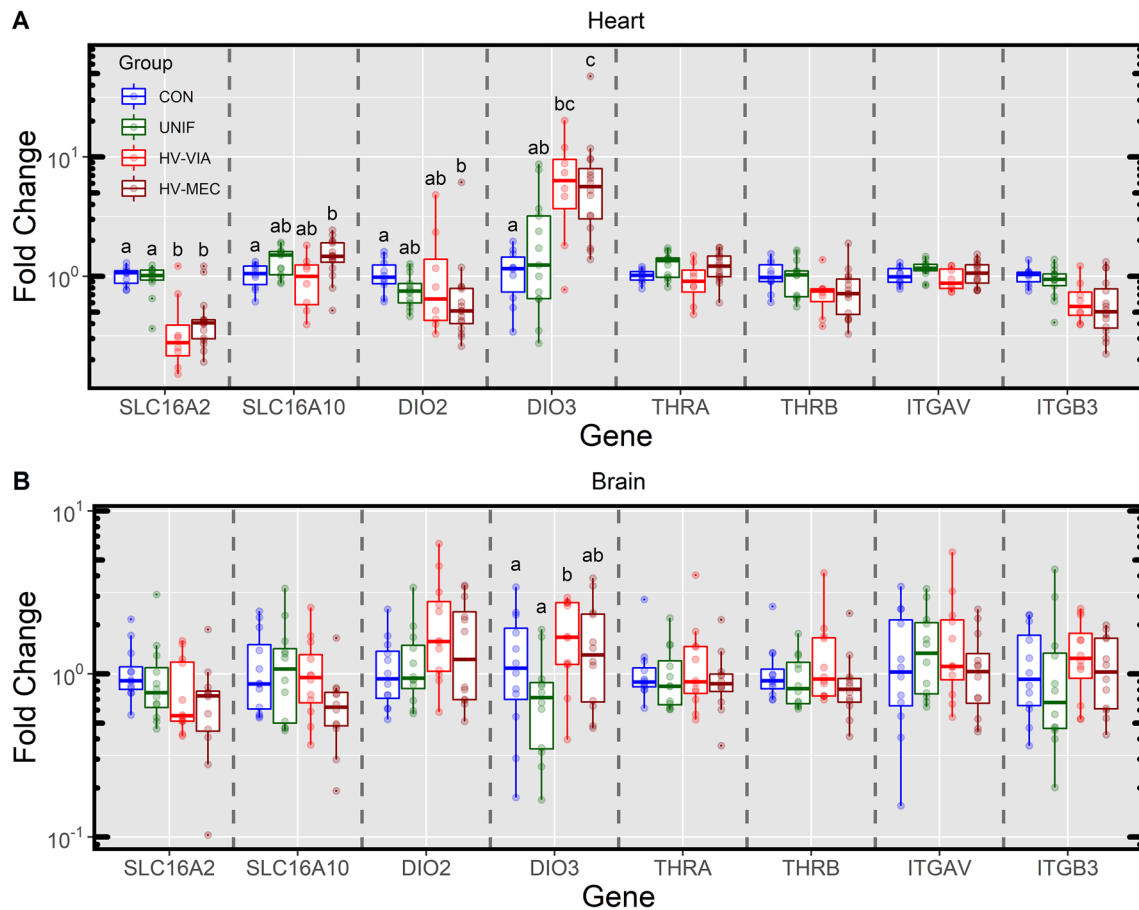 A
Heart
Group
CON
UNIF
HV-VIA
HV-MEC
a a b b
a ab ab b
a ab ab b
a ab bc c
10¹
10⁰
Fold Change
SLC16A2 SLC16A10 DIO2 DIO3 THRA THRB ITGAV ITGB3
Gene
B
Brain
a a b ab
10¹
10⁰
10⁻¹
Fold Change
SLC16A2 SLC16A10 DIO2 DIO3 THRA THRB ITGAV ITGB3
Gene